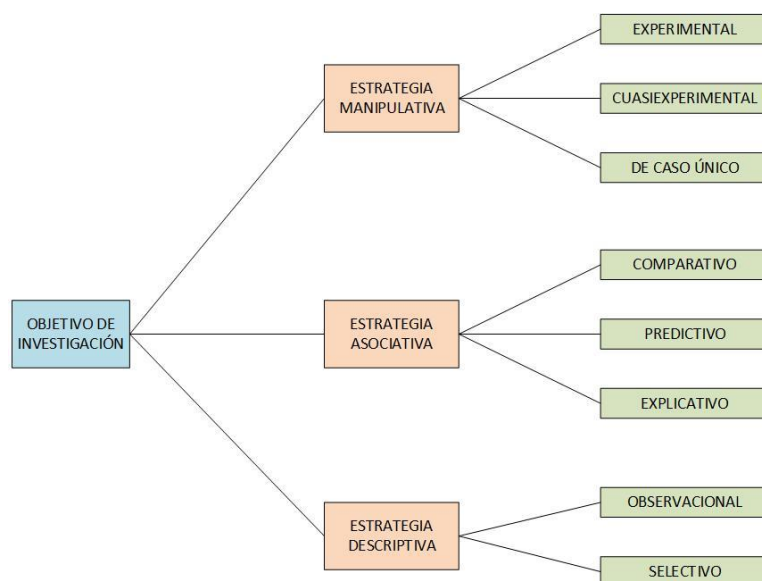 OBJETIVO DE
INVESTIGACIÓN
ESTRATEGIA
MANIPULATIVA
EXPERIMENTAL
CUASIEXPERIMENTAL
DE CASO ÚNICO
ESTRATEGIA
ASOCIATIVA
COMPARATIVO
PREDICTIVO
EXPLICATIVO
ESTRATEGIA
DESCRIPTIVA
OBSERVACIONAL
SELECTIVO